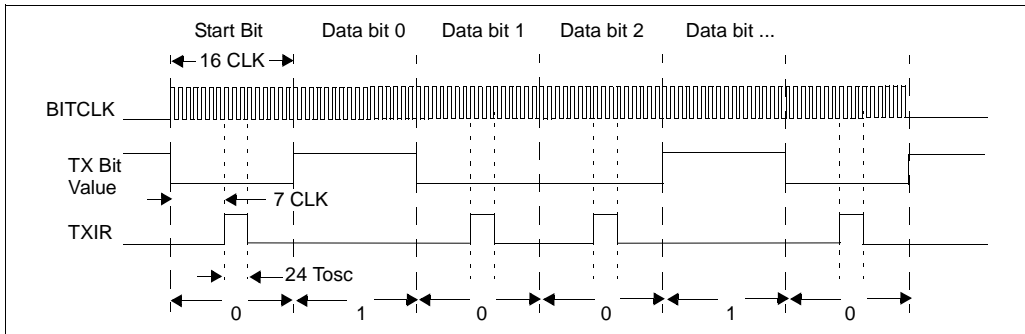 Start Bit Data bit 0 Data bit 1 Data bit 2 Data bit ...
16 CLK
BITCLK
TX Bit
Value
7 CLK
TXIR
24 Tosc
0 1 0 0 1 0